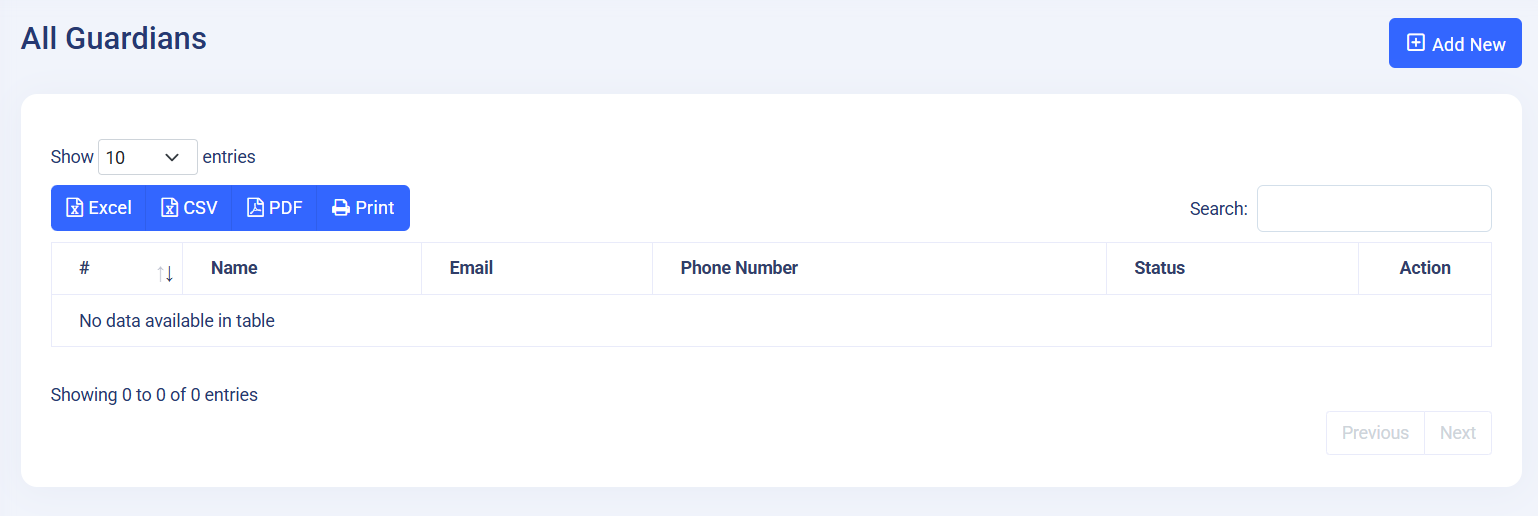 All Guardians
Add New
Show 10 entries
Excel CSV PDF Print
Search:
# Name Email Phone Number Status Action
No data available in table
Showing 0 to 0 of 0 entries
Previous Next